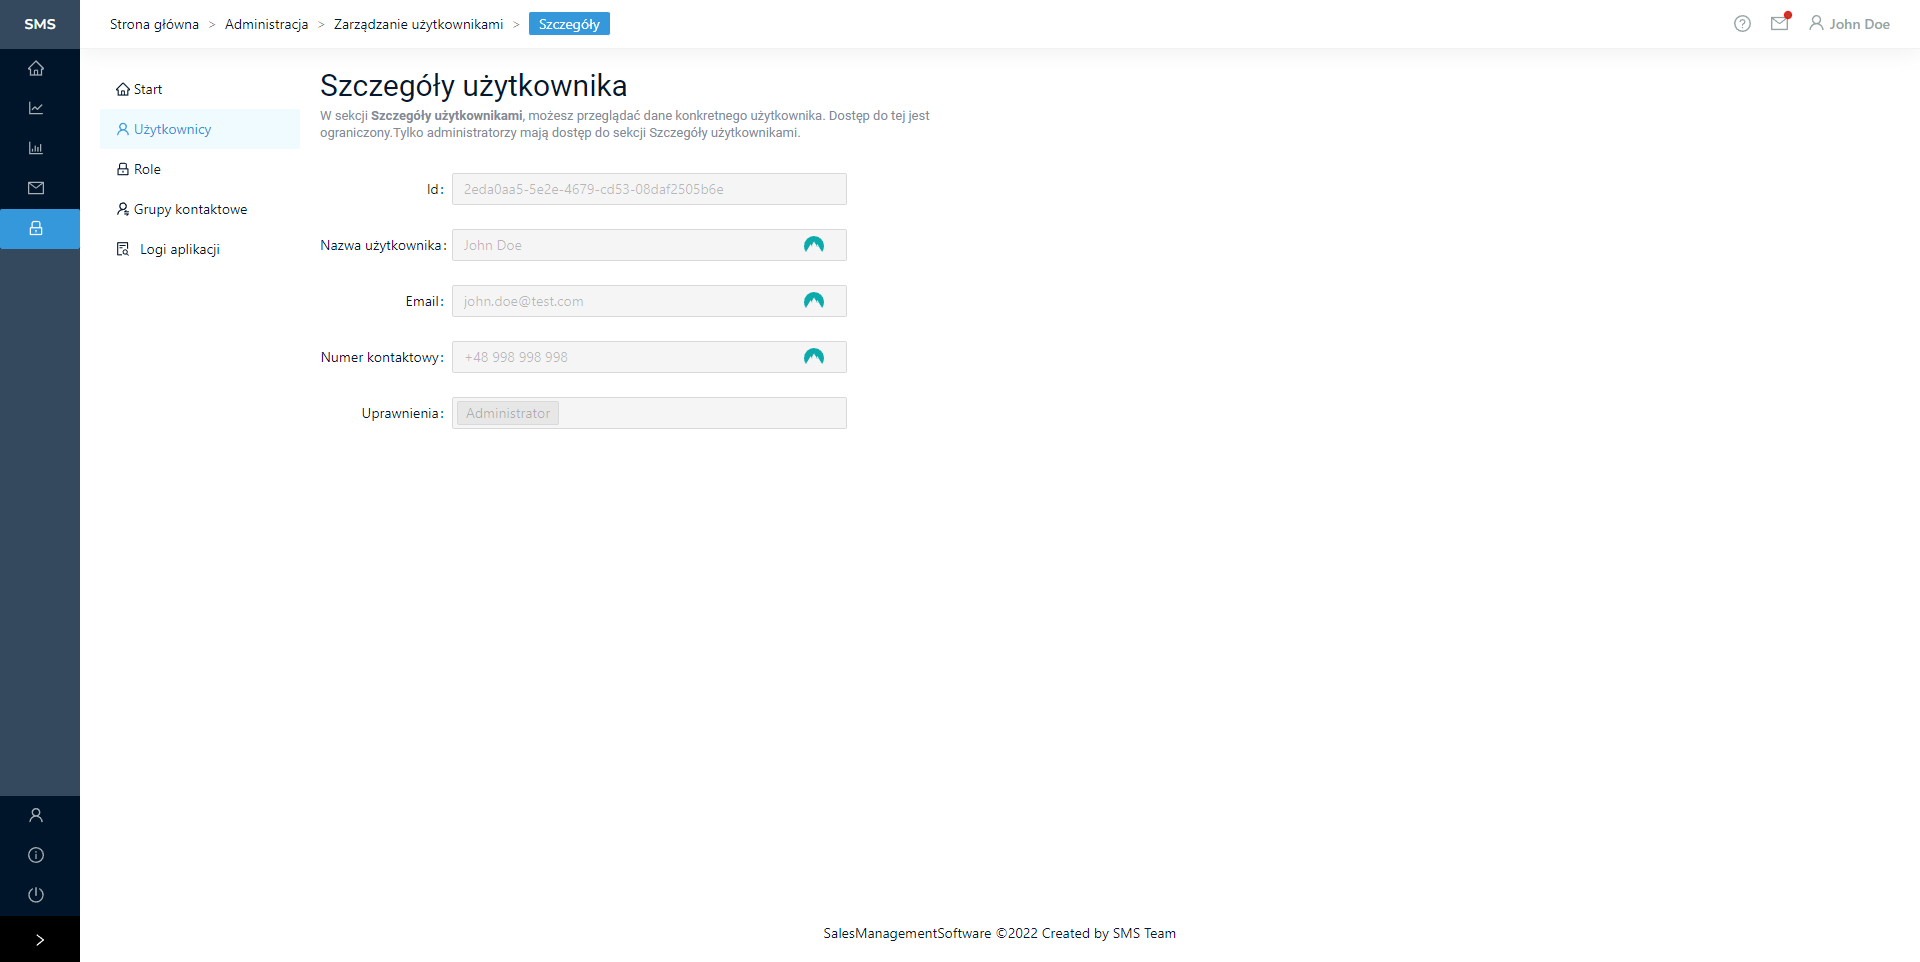 SMS
Strona główna > Administracja > Zarządzanie użytkownikami > Szczegóły
John Doe
Start
Użytkownicy
Role
Grupy kontaktowe
Logi aplikacji
Szczegóły użytkownika
W sekcji Szczegóły użytkownikami, możesz przeglądać dane konkretnego użytkownika. Dostęp do tej jest
ograniczony.Tylko administratorzy mają dostęp do sekcji Szczegóły użytkownikami.
Id: 2eda0aa5-5e2e-4679-cd53-08daf2505b6e
Nazwa użytkownika: John Doe
Email: john.doe@test.com
Numer kontaktowy: +48 998 998 998
Uprawnienia: Administrator
SalesManagementSoftware ©2022 Created by SMS Team